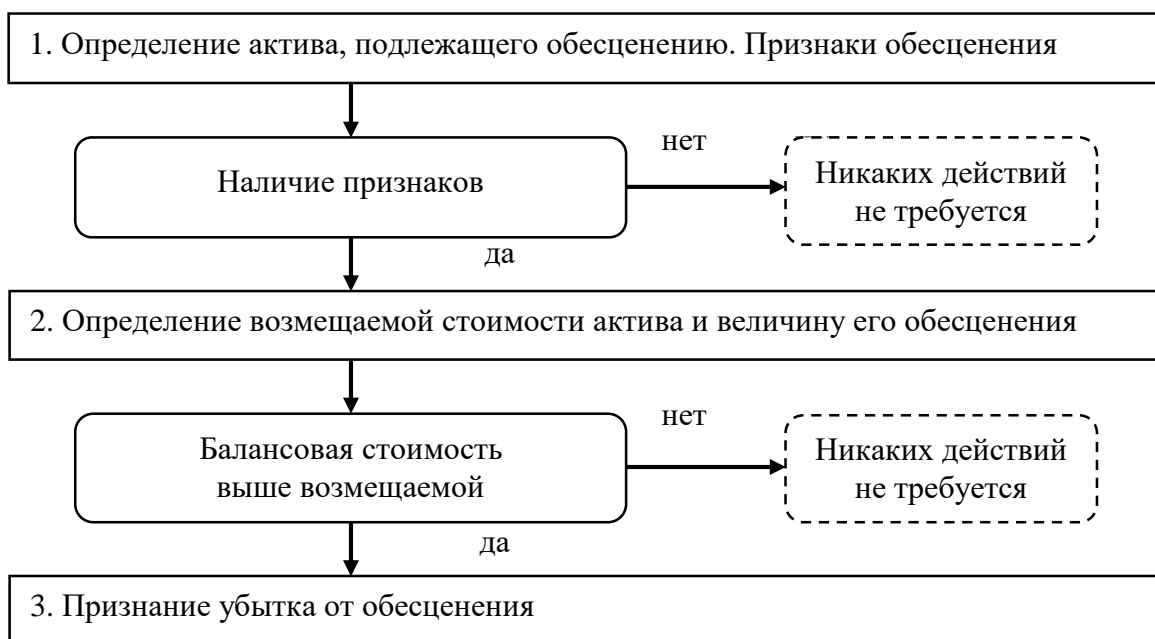 1. Определение актива, подлежащего обесценению. Признаки обесценения
нет
Наличие признаков
Никаких действий
не требуется
да
2. Определение возмещаемой стоимости актива и величину его обесценения
нет
Балансовая стоимость
выше возмещаемой
Никаких действий
не требуется
да
3. Признание убытка от обесценения